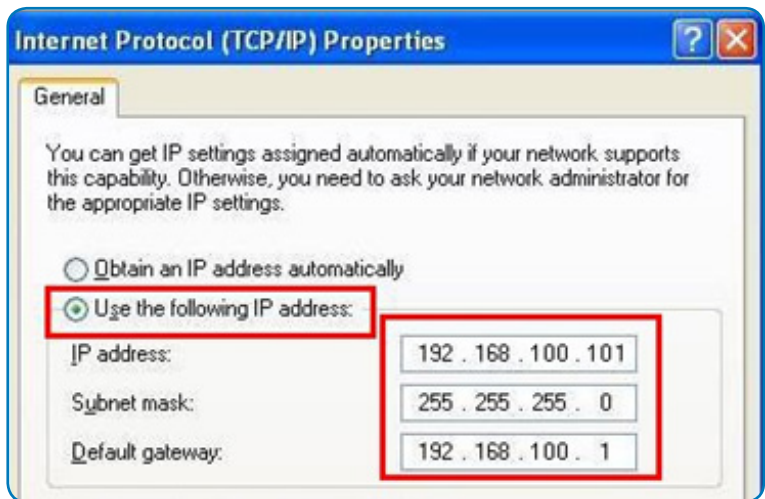 Internet Protocol (TCP/IP) Properties
General
You can get IP settings assigned automatically if your network supports
this capability. Otherwise, you need to ask your network administrator for
the appropriate IP settings.
Obtain an IP address automatically
Use the following IP address:
IP address: 192 . 168 . 100 . 101
Subnet mask: 255 . 255 . 255 . 0
Default gateway: 192 . 168 . 100 . 1